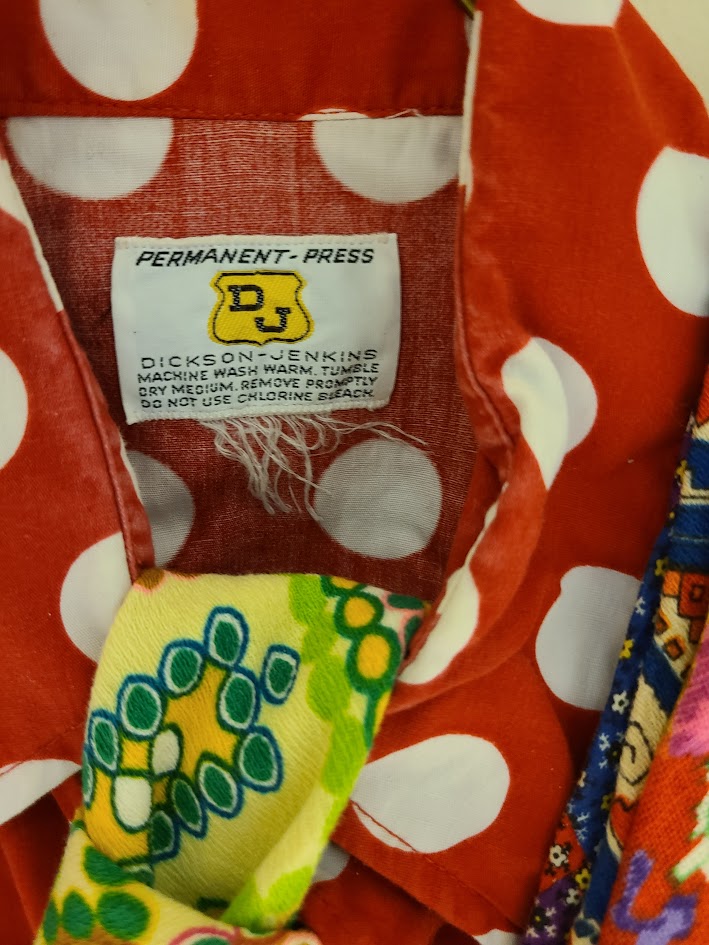 PERMANENT-PRESS
DJ
DICKSON-JENKINS
MACHINE WASH WARM. TUMBLE
DRY MEDIUM. REMOVE PROMPTLY
DO NOT USE CHLORINE BLEACH.